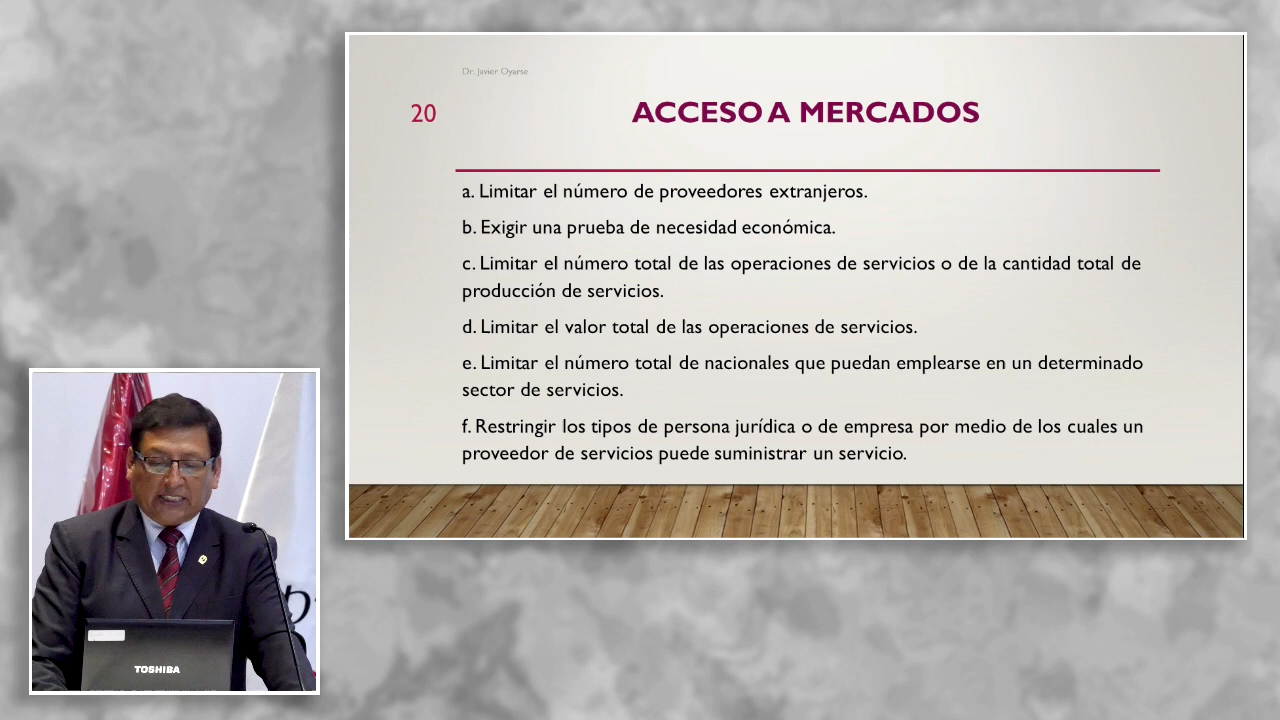 Dr. Javier Oyarse
20
ACCESO A MERCADOS
a. Limitar el número de proveedores extranjeros.
b. Exigir una prueba de necesidad económica.
c. Limitar el número total de las operaciones de servicios o de la cantidad total de
producción de servicios.
d. Limitar el valor total de las operaciones de servicios.
e. Limitar el número total de nacionales que puedan emplearse en un determinado
sector de servicios.
f. Restringir los tipos de persona jurídica o de empresa por medio de los cuales un
proveedor de servicios puede suministrar un servicio.
TOSHIBA